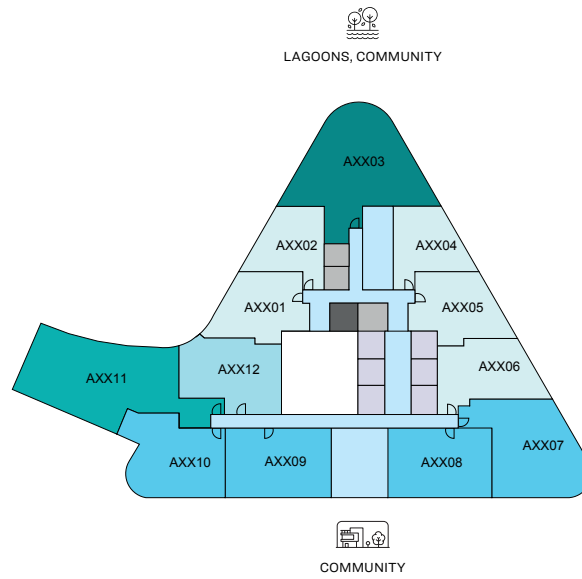 LAGOONS, COMMUNITY
AXX03
AXX02
AXX04
AXX01
AXX05
AXX06
AXX12
AXX11
AXX07
AXX10
AXX09
AXX08
COMMUNITY